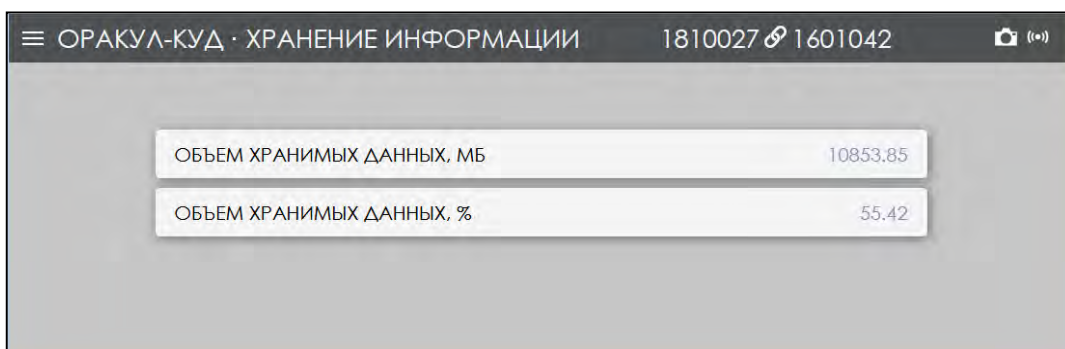 ОРАКУЛ-КУД · ХРАНЕНИЕ ИНФОРМАЦИИ 1810027 1601042
ОБЪЕМ ХРАНИМЫХ ДАННЫХ, МБ 10853.85
ОБЪЕМ ХРАНИМЫХ ДАННЫХ, % 55.42